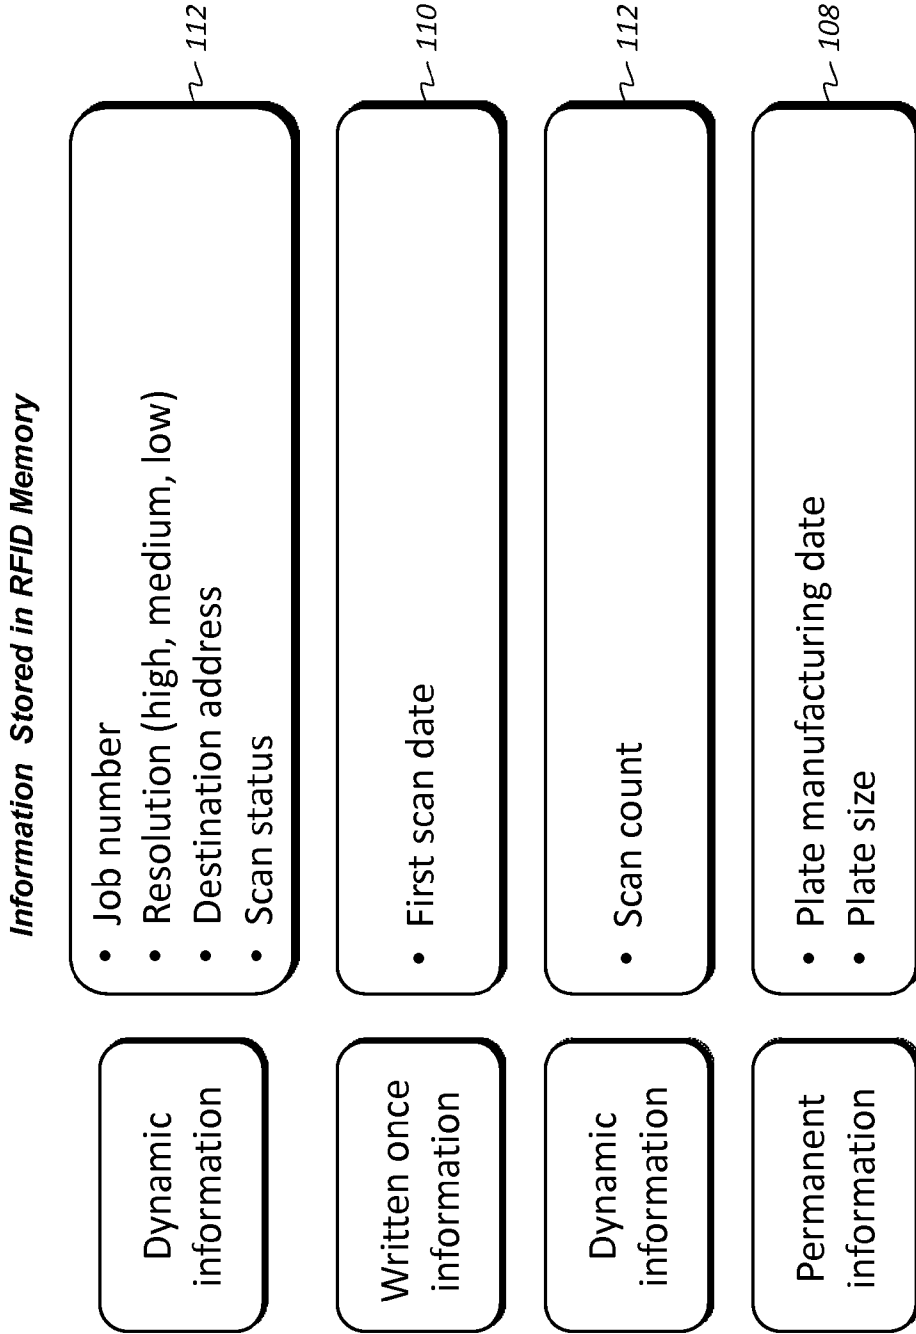 Information Stored in RFID Memory
Dynamic
information
• Job number
• Resolution (high, medium, low)
• Destination address
• Scan status
112
Written once
information
• First scan date
110
Dynamic
information
• Scan count
112
Permanent
information
• Plate manufacturing date
• Plate size
108